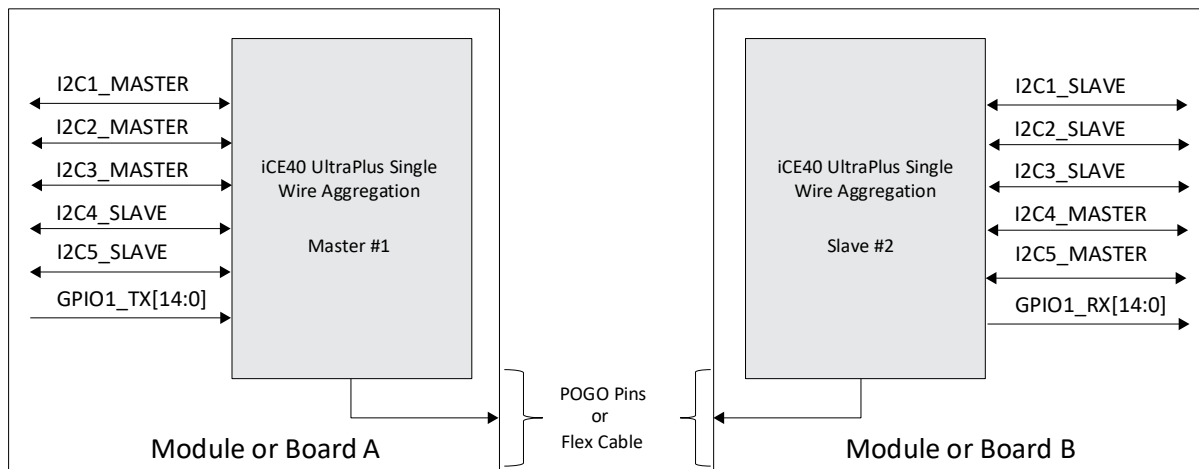 I2C1_MASTER
I2C2_MASTER
I2C3_MASTER
I2C4_SLAVE
I2C5_SLAVE
GPIO1_TX[14:0]
iCE40 UltraPlus Single
Wire Aggregation
Master #1
Module or Board A
POGO Pins
or
Flex Cable
iCE40 UltraPlus Single
Wire Aggregation
Slave #2
I2C1_SLAVE
I2C2_SLAVE
I2C3_SLAVE
I2C4_MASTER
I2C5_MASTER
GPIO1_RX[14:0]
Module or Board B